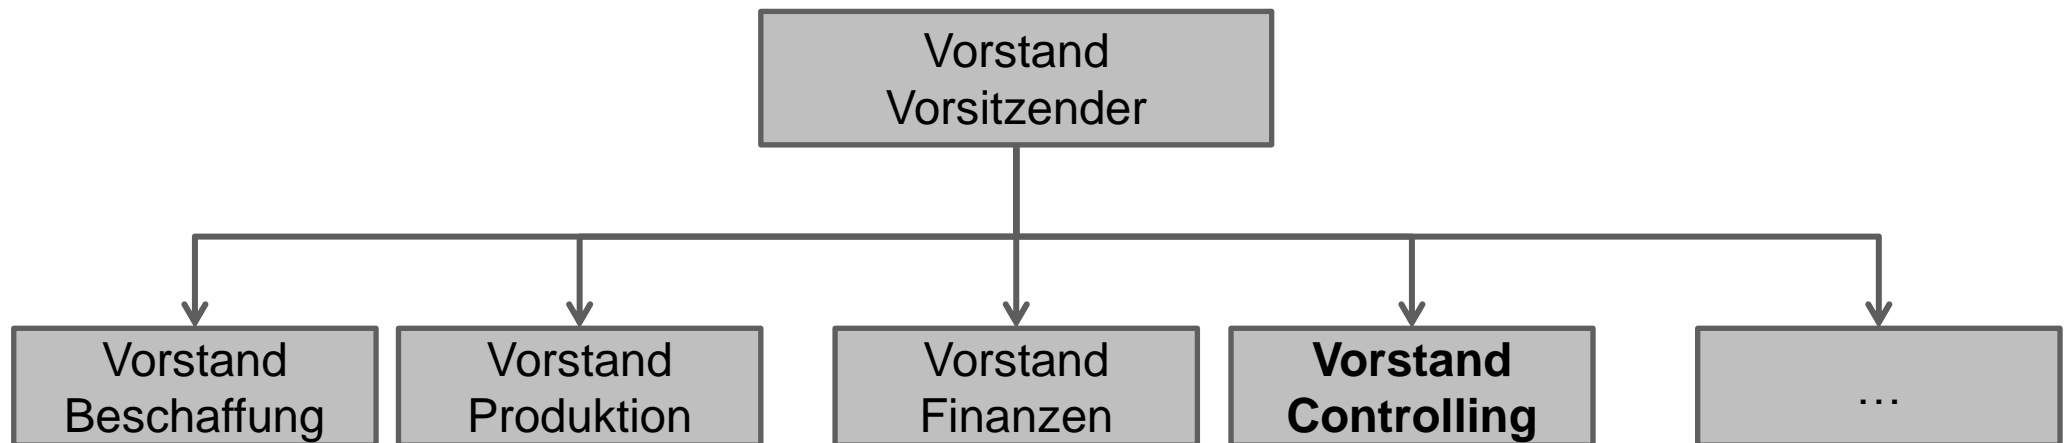 Vorstand
Vorsitzender
Vorstand
Beschaffung
Vorstand
Produktion
Vorstand
Finanzen
Vorstand
Controlling
…